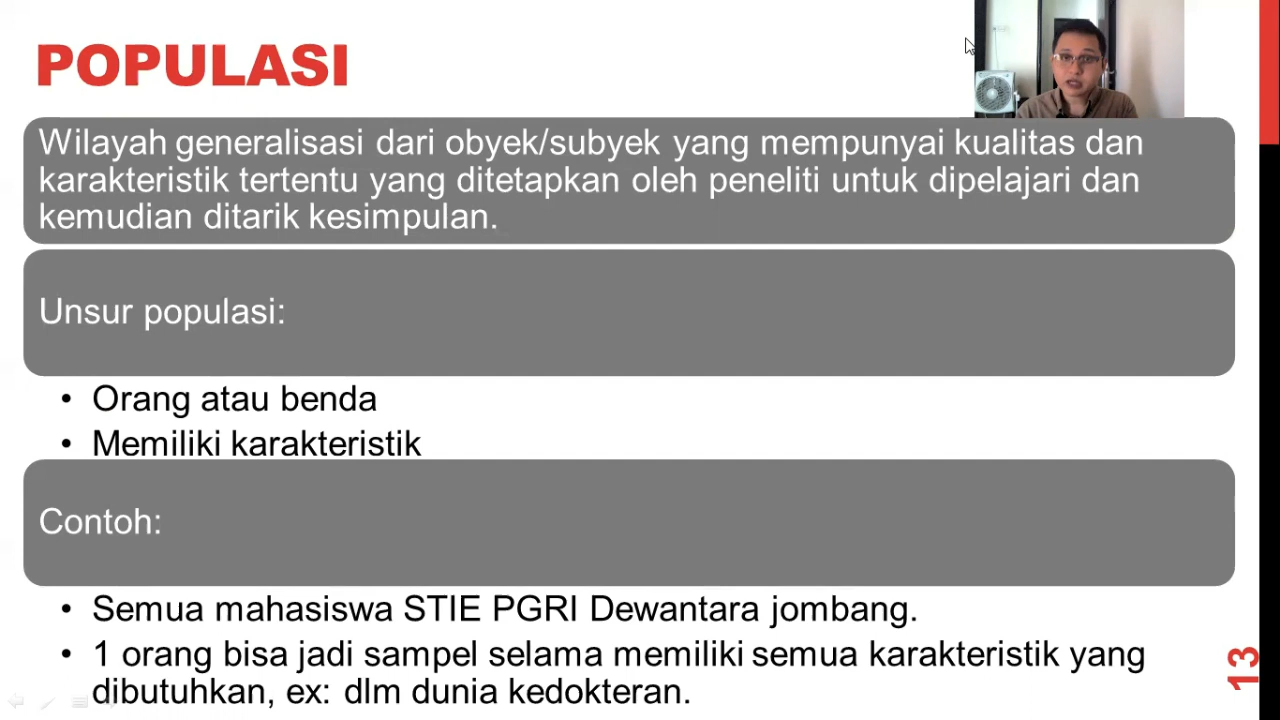 POPULASI
Wilayah generalisasi dari obyek/subyek yang mempunyai kualitas dan
karakteristik tertentu yang ditetapkan oleh peneliti untuk dipelajari dan
kemudian ditarik kesimpulan.
Unsur populasi:
• Orang atau benda
• Memiliki karakteristik
Contoh:
• Semua mahasiswa STIE PGRI Dewantara jombang.
• 1 orang bisa jadi sampel selama memiliki semua karakteristik yang
dibutuhkan, ex: dlm dunia kedokteran.
13